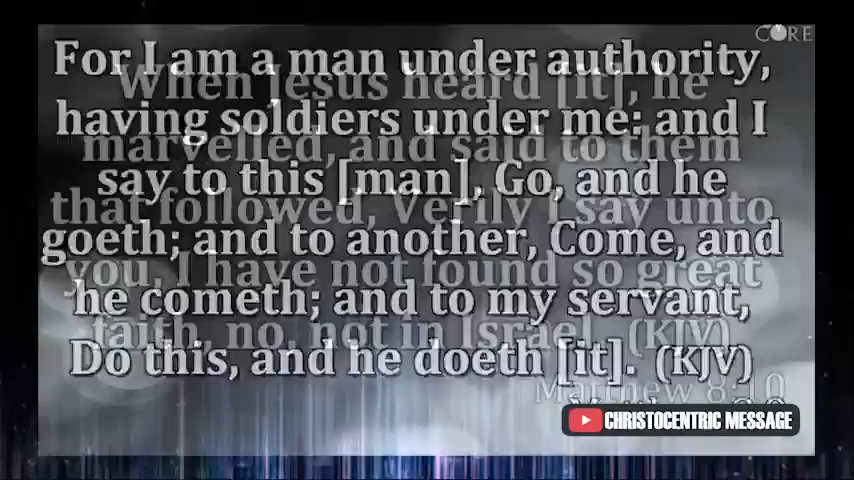 CORE
For I am a man under authority,
having soldiers under me: and I
say to this [man], Go, and he
goeth; and to another, Come, and
he cometh; and to my servant,
Do this, and he doeth [it]. (KJV)
When Jesus heard [it], he
marvelled, and said to them
that followed, Verily I say unto
you, I have not found so great
faith, no, not in Israel. (KJV)
Matthew 8:10
CHRISTOCENTRIC MESSAGE